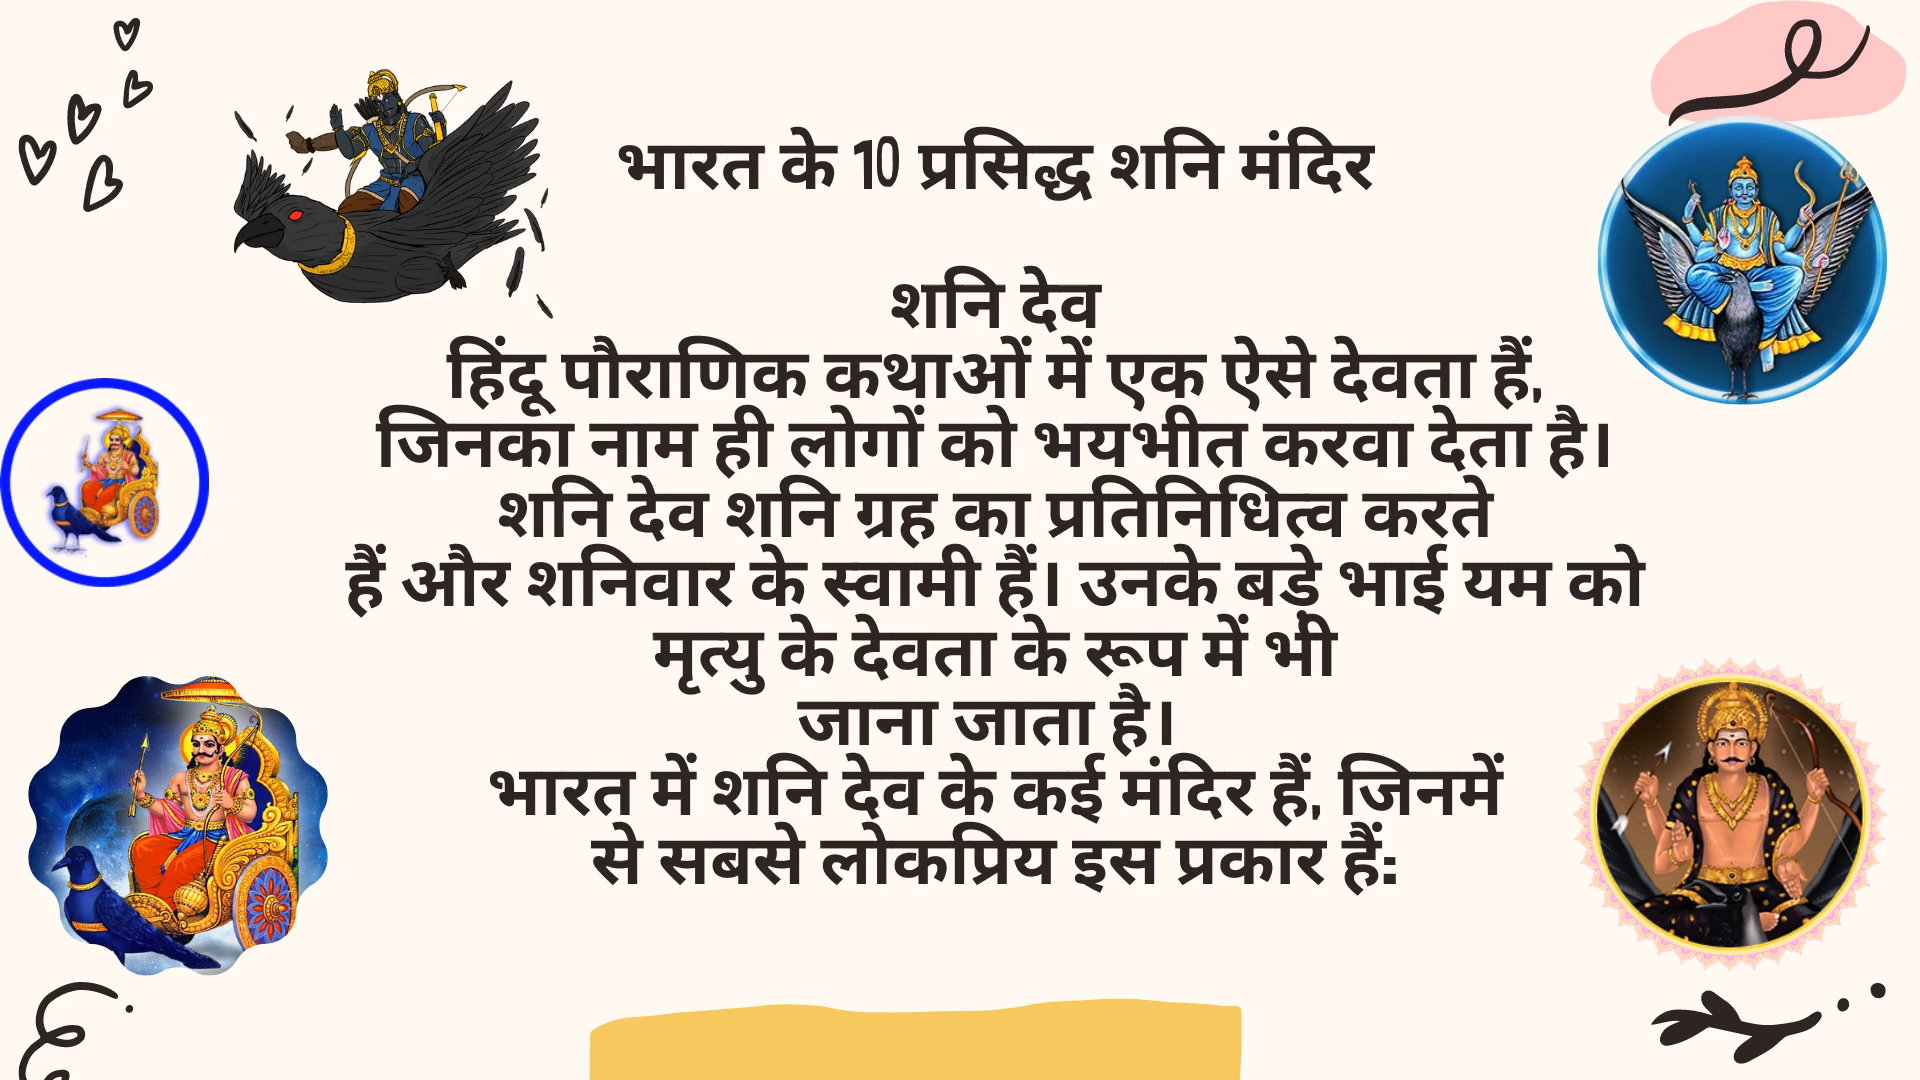 भारत के 10 प्रसिद्ध शनि मंदिर
शनि देव
हिंदू पौराणिक कथाओं में एक ऐसे देवता हैं,
जिनका नाम ही लोगों को भयभीत करवा देता है।
शनि देव शनि ग्रह का प्रतिनिधित्व करते
हैं और शनिवार के स्वामी हैं। उनके बड़े भाई यम को
मृत्यु के देवता के रूप में भी
जाना जाता है।
भारत में शनि देव के कई मंदिर हैं, जिनमें
से सबसे लोकप्रिय इस प्रकार हैं: